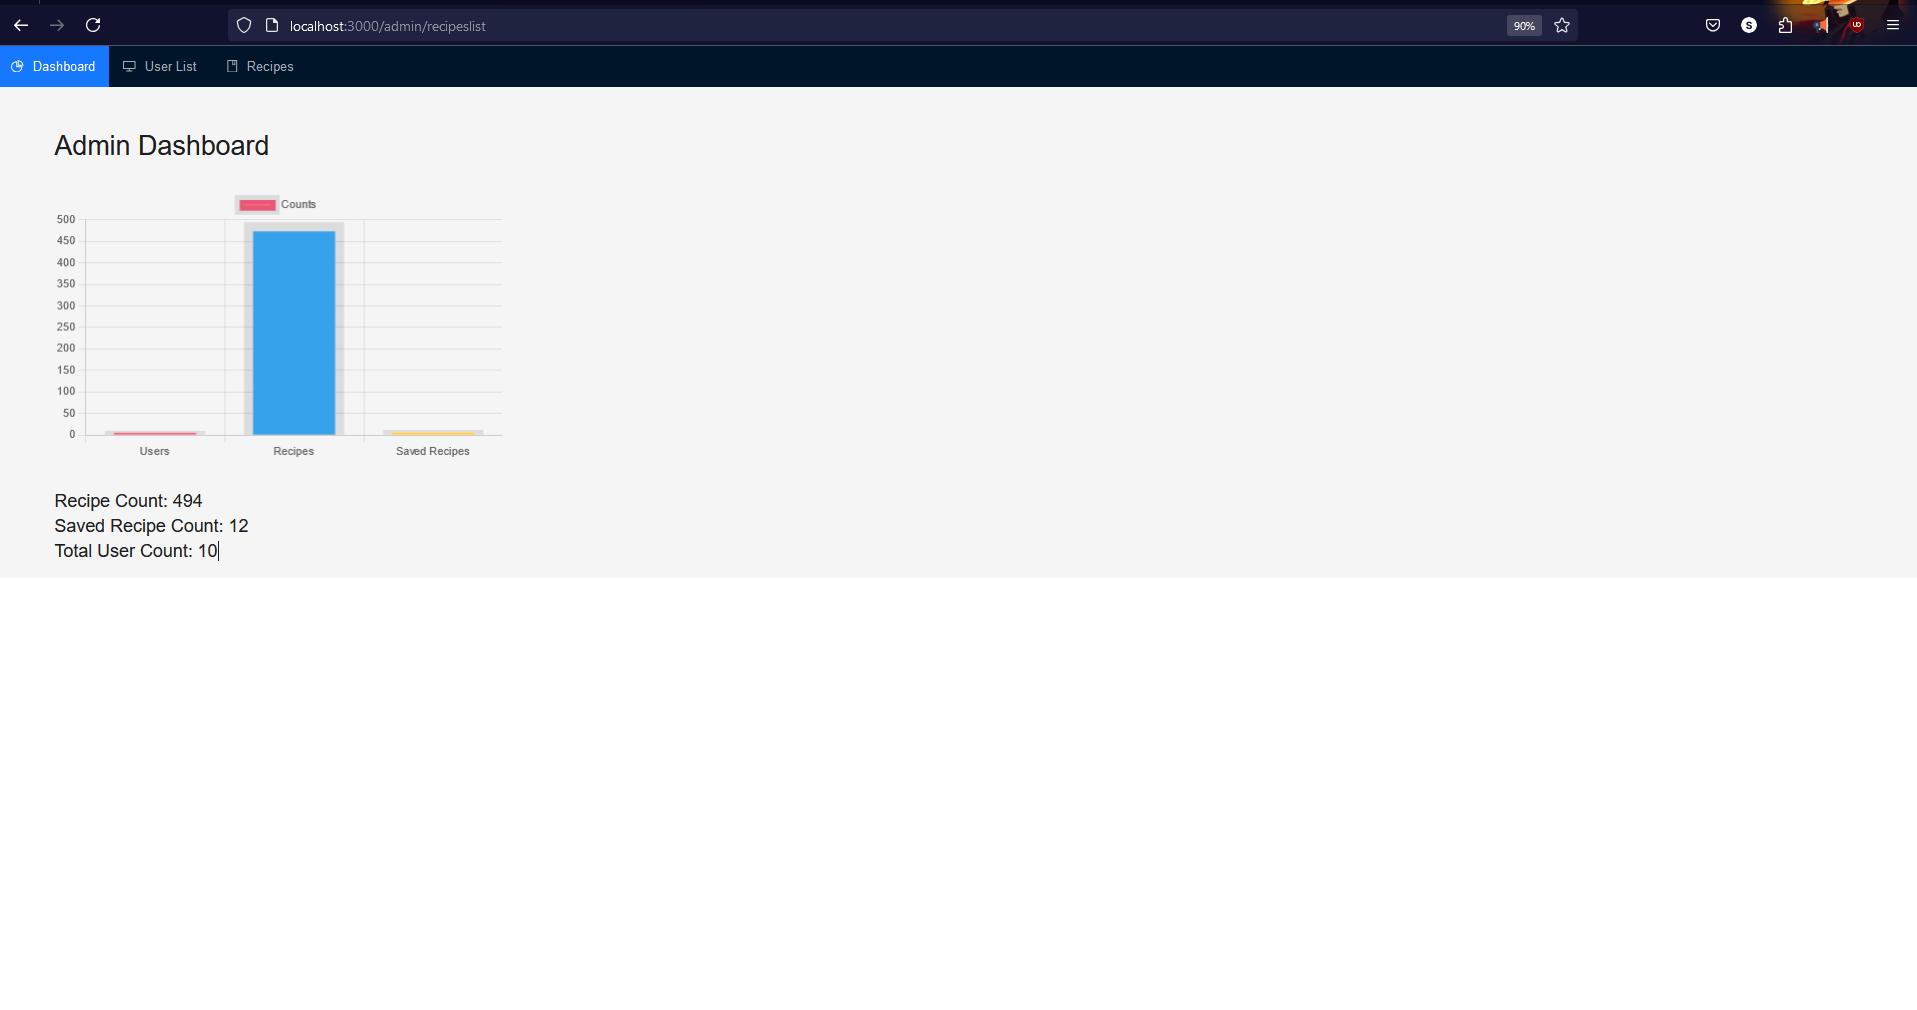 localhost:3000/admin/recipeslist
90%
S
UO
Dashboard
User List
Recipes
Admin Dashboard
Counts
500
450
400
350
300
250
200
150
100
50
0
Users
Recipes
Saved Recipes
Recipe Count: 494
Saved Recipe Count: 12
Total User Count: 10